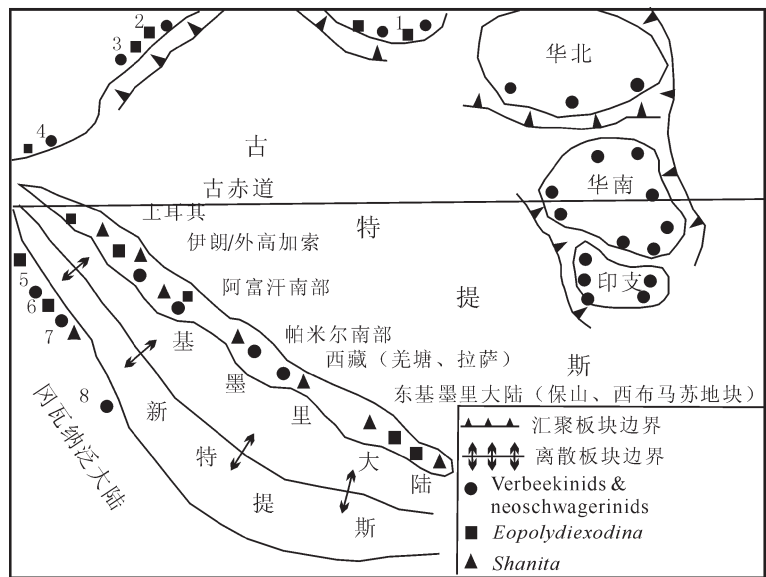 1
2
3
4
华北
古
古赤道
华南
土耳其
特
伊朗/外高加索
5
6
7
8
阿富汗南部
提
印支
基
帕米尔南部
西藏（羌塘、拉萨）
斯
墨
东基墨里大陆（保山、西布马苏地块）
里
大
陆
新
特
提
斯
冈瓦纳泛大陆
汇聚板块边界
离散板块边界
Verbeekinids &
neoschwagerinids
Eopolydiexodina
Shanita